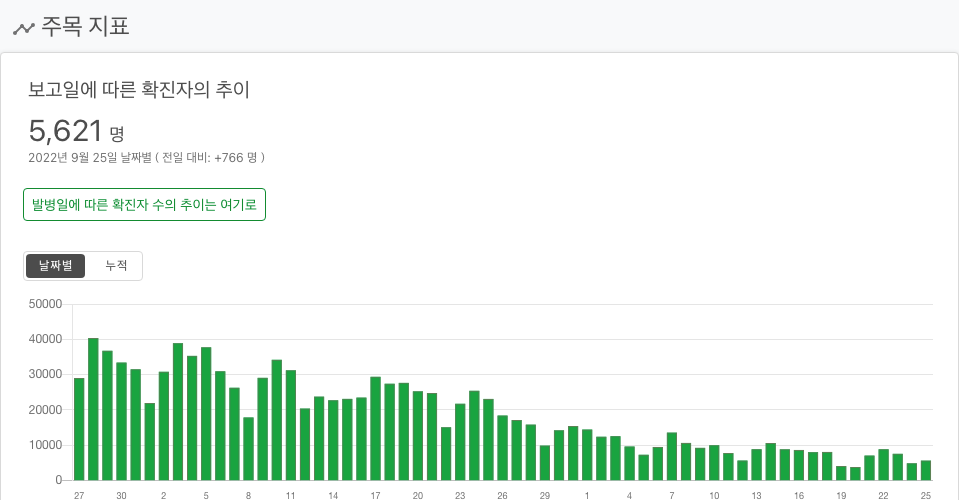 주목 지표
보고일에 따른 확진자의 추이
5,621 명
2022년 9월 25일 날짜별 ( 전일 대비: +766 명 )
발병일에 따른 확진자 수의 추이는 여기로
날짜별 누적
50000
40000
30000
20000
10000
0
27 30 2 5 8 11 14 17 20 23 26 29 1 4 7 10 13 16 19 22 25